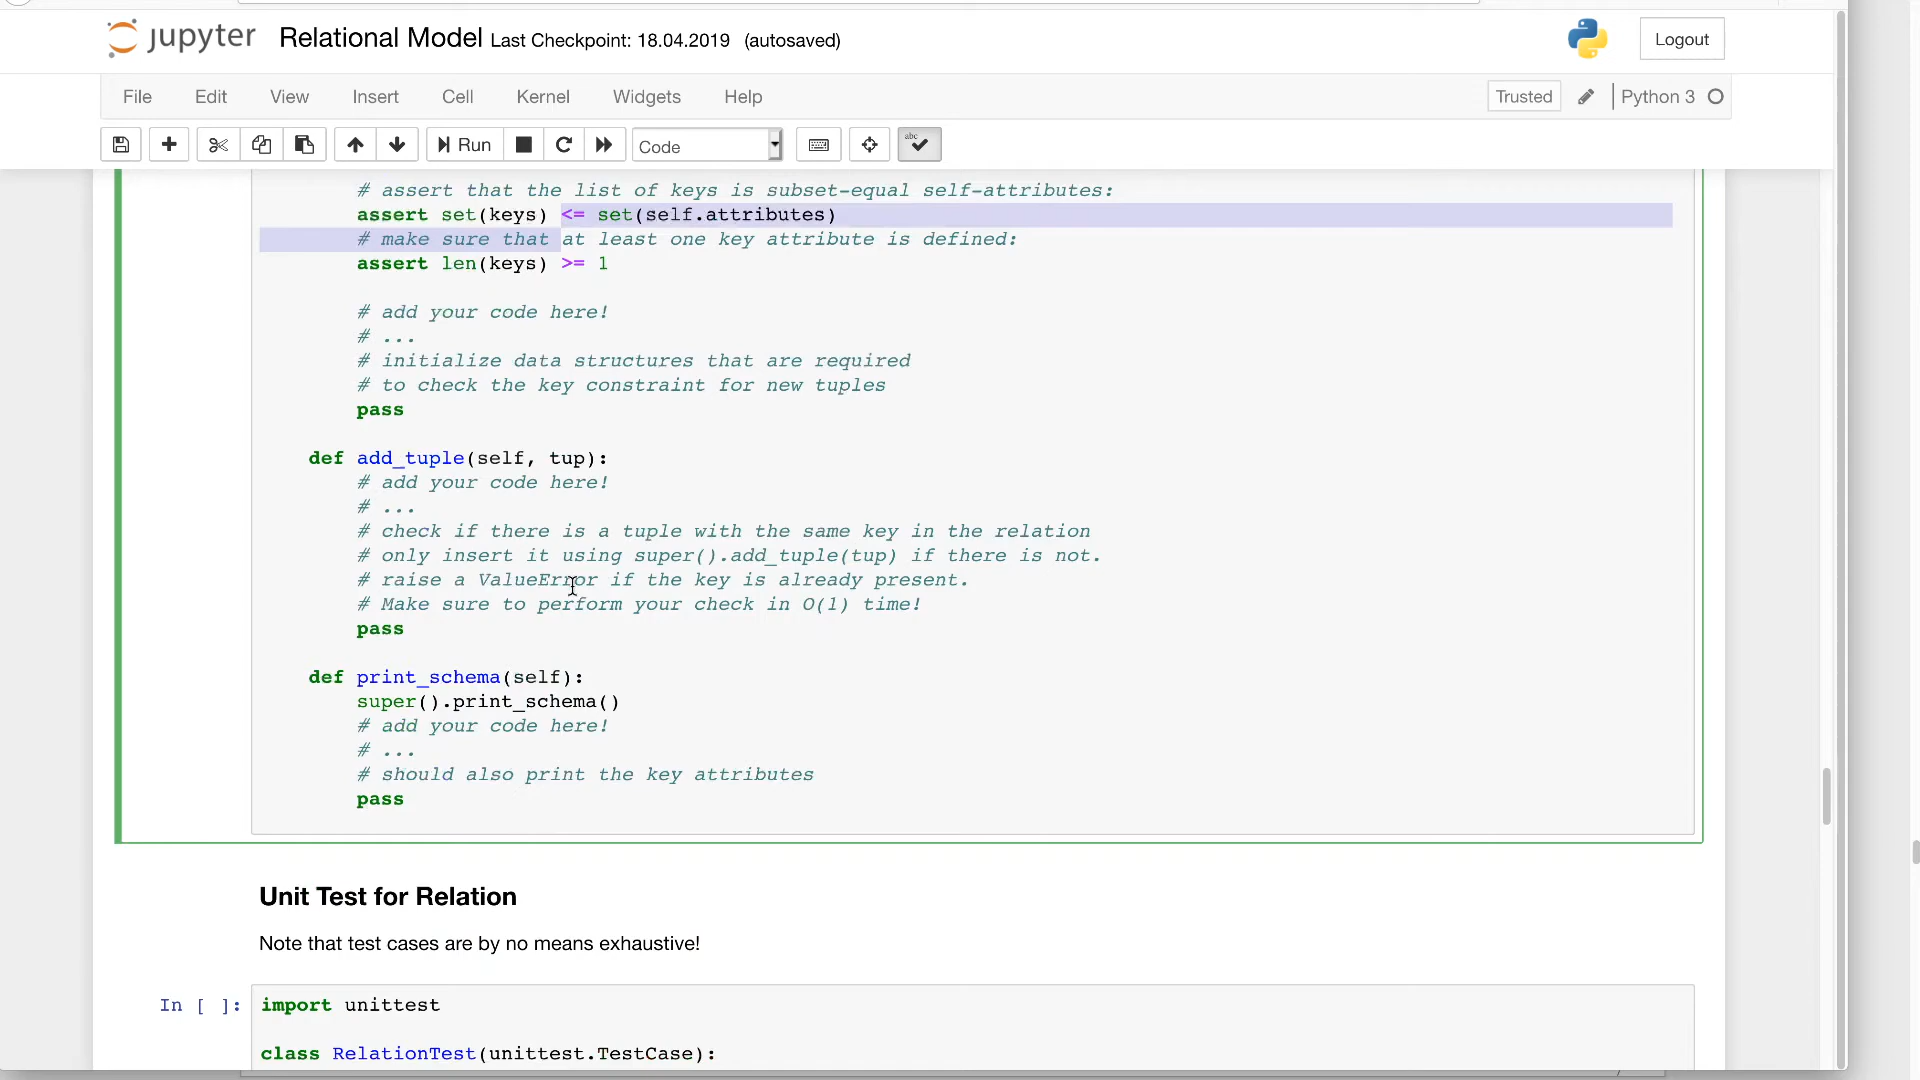 jupyter Relational Model Last Checkpoint: 18.04.2019 (autosaved)
Logout
File Edit View Insert Cell Kernel Widgets Help
Trusted Python 3
Run Code abc
# assert that the list of keys is subset-equal self-attributes:
assert set(keys) <= set(self.attributes)
# make sure that at least one key attribute is defined:
assert len(keys) >= 1
# add your code here!
# ...
# initialize data structures that are required
# to check the key constraint for new tuples
pass
def add_tuple(self, tup):
# add your code here!
# ...
# check if there is a tuple with the same key in the relation
# only insert it using super().add_tuple(tup) if there is not.
# raise a ValueError if the key is already present.
# Make sure to perform your check in O(1) time!
pass
def print_schema(self):
super().print_schema()
# add your code here!
# ...
# should also print the key attributes
pass
Unit Test for Relation
Note that test cases are by no means exhaustive!
In [ ]: import unittest
class RelationTest(unittest.TestCase):